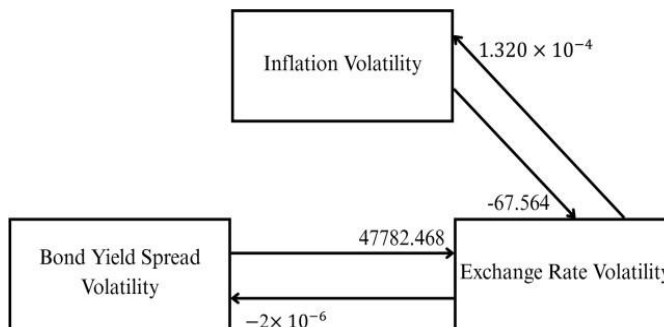 Inflation Volatility
1.320 × 10⁻⁴
-67.564
47782.468
Bond Yield Spread
Volatility
Exchange Rate Volatility
−2× 10⁻⁶